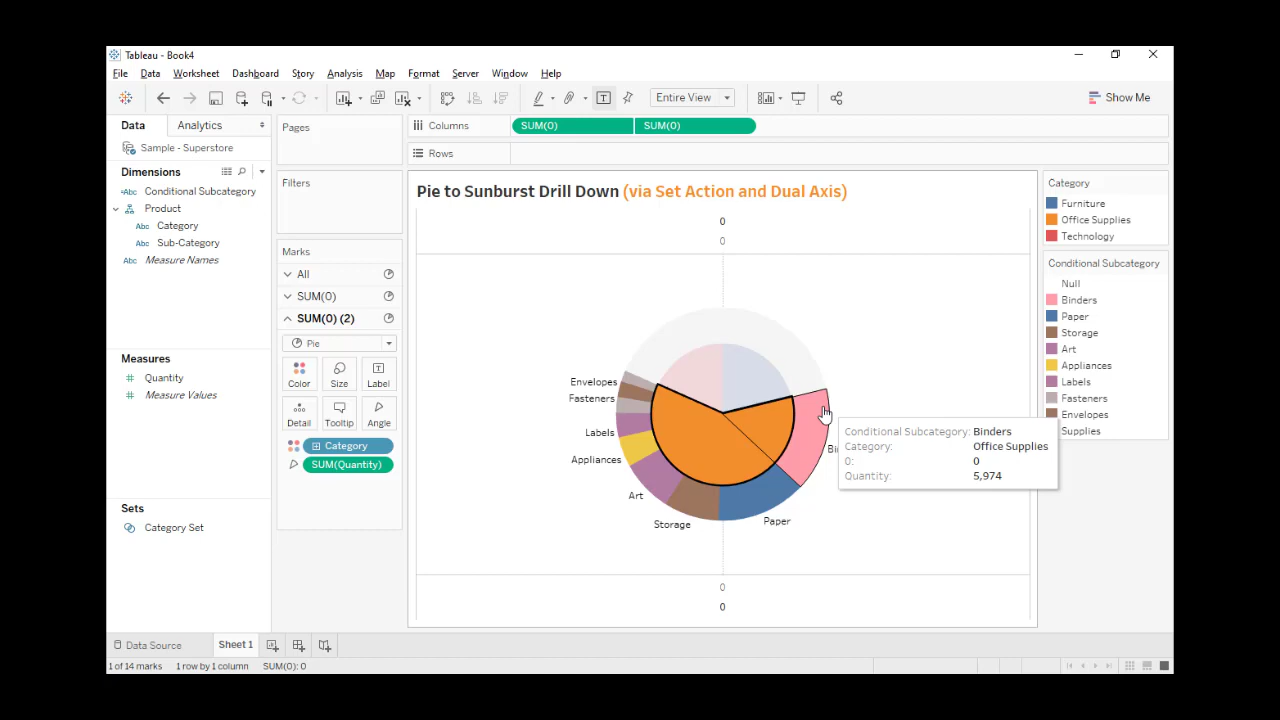 Tableau - Book4
File Data Worksheet Dashboard Story Analysis Map Format Server Window Help
Entire View
Show Me
Data Analytics
Sample - Superstore
Dimensions
Abc Conditional Subcategory
Product
Abc Category
Abc Sub-Category
Abc Measure Names
Measures
Quantity
Measure Values
Sets
Category Set
Pages
Filters
Marks
All
SUM(0)
SUM(0) (2)
Pie
Color Size Label
Detail Tooltip Angle
Category
SUM(Quantity)
Columns SUM(0) SUM(0)
Rows
Pie to Sunburst Drill Down (via Set Action and Dual Axis)
0
0
Envelopes
Fasteners
Labels
Appliances
Art
Storage
Paper
Conditional Subcategory: Binders
Category: Office Supplies
0: 0
Quantity: 5,974
0
0
Category
Furniture
Office Supplies
Technology
Conditional Subcategory
Null
Binders
Paper
Storage
Art
Appliances
Labels
Fasteners
Envelopes
Supplies
Data Source Sheet 1
1 of 14 marks 1 row by 1 column SUM(0): 0